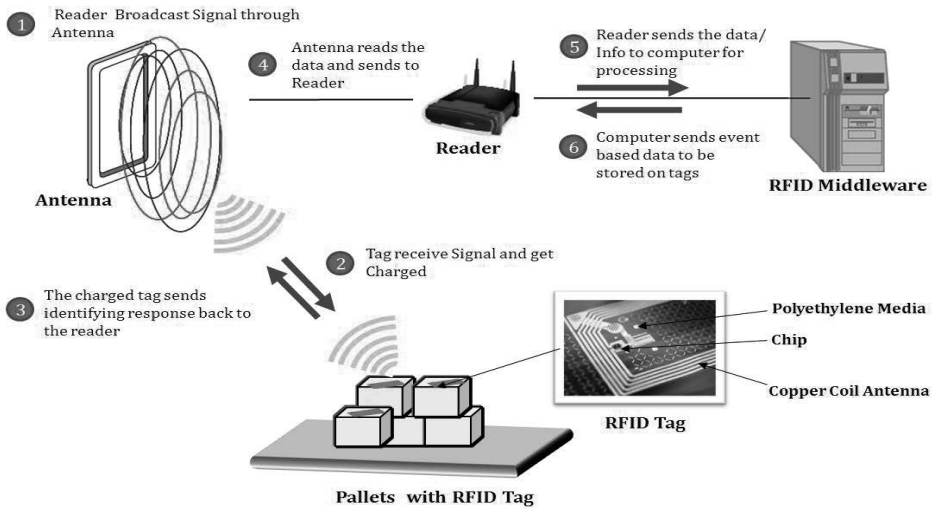 1
Reader Broadcast Signal through
Antenna
4
Antenna reads the
data and sends to
Reader
5
Reader sends the data/
Info to computer for
processing
Reader
6
Computer sends event
based data to be
stored on tags
RFID Middleware
Antenna
2
Tag receive Signal and get
Charged
3
The charged tag sends
identifying response back to
the reader
Polyethylene Media
Chip
Copper Coil Antenna
RFID Tag
Pallets with RFID Tag